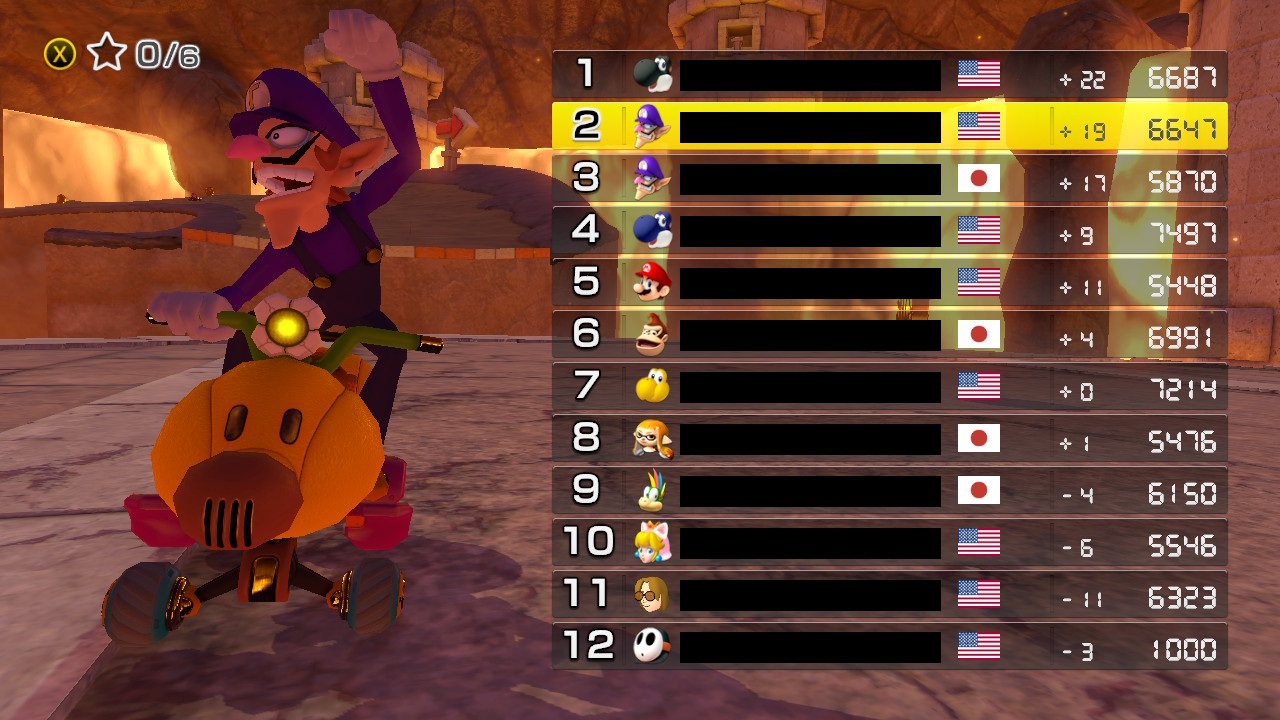 X 0/6
1 + 22 6687
2 + 19 6647
3 + 17 5870
4 + 9 7497
5 + 11 5448
6 + 4 6991
7 + 0 7214
8 + 1 5476
9 - 4 6150
10 - 6 5546
11 - 11 6323
12 - 3 1000